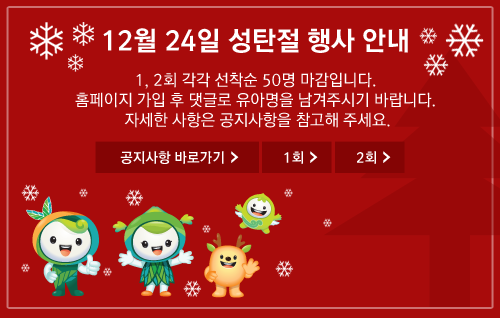 12월 24일 성탄절 행사 안내
1, 2회 각각 선착순 50명 마감입니다.
홈페이지 가입 후 댓글로 유아명을 남겨주시기 바랍니다.
자세한 사항은 공지사항을 참고해 주세요.
공지사항 바로가기 >
1회 >
2회 >